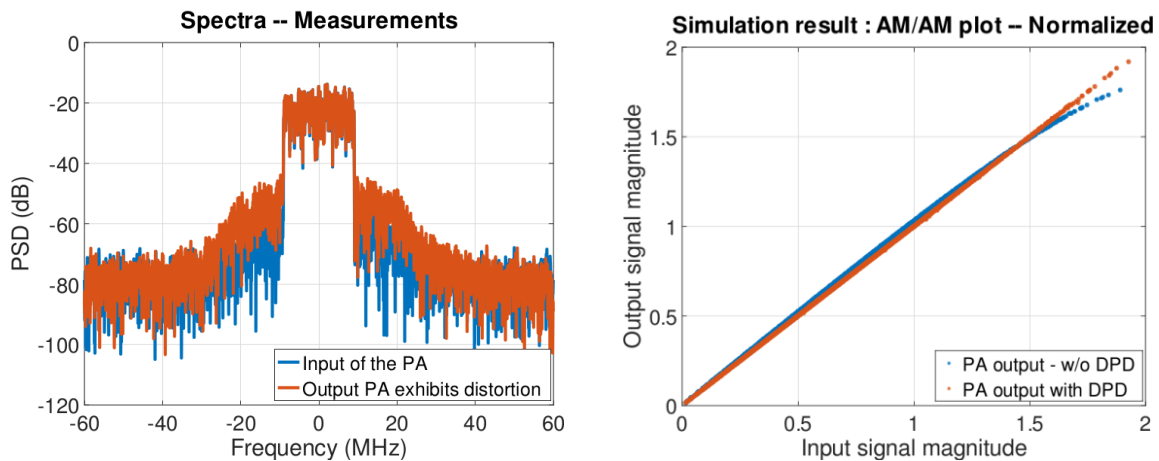 Spectra -- Measurements
0
-20
-40
-60
-80
-100
-120
-60
-40
-20
0
20
40
60
PSD (dB)
Frequency (MHz)
Input of the PA
Output PA exhibits distortion
Simulation result : AM/AM plot -- Normalized
2
1.5
1
0.5
0
0
0.5
1
1.5
2
Output signal magnitude
Input signal magnitude
PA output - w/o DPD
PA output with DPD